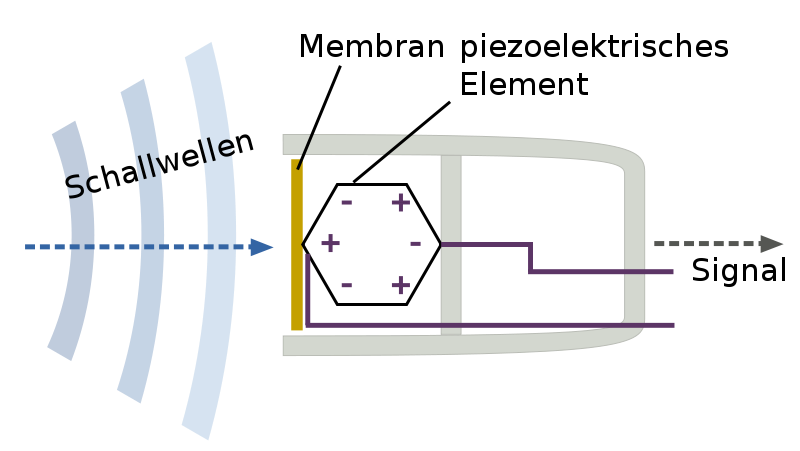 Membran
piezoelektrisches
Element
Schallwellen
- +
+ -
- +
Signal